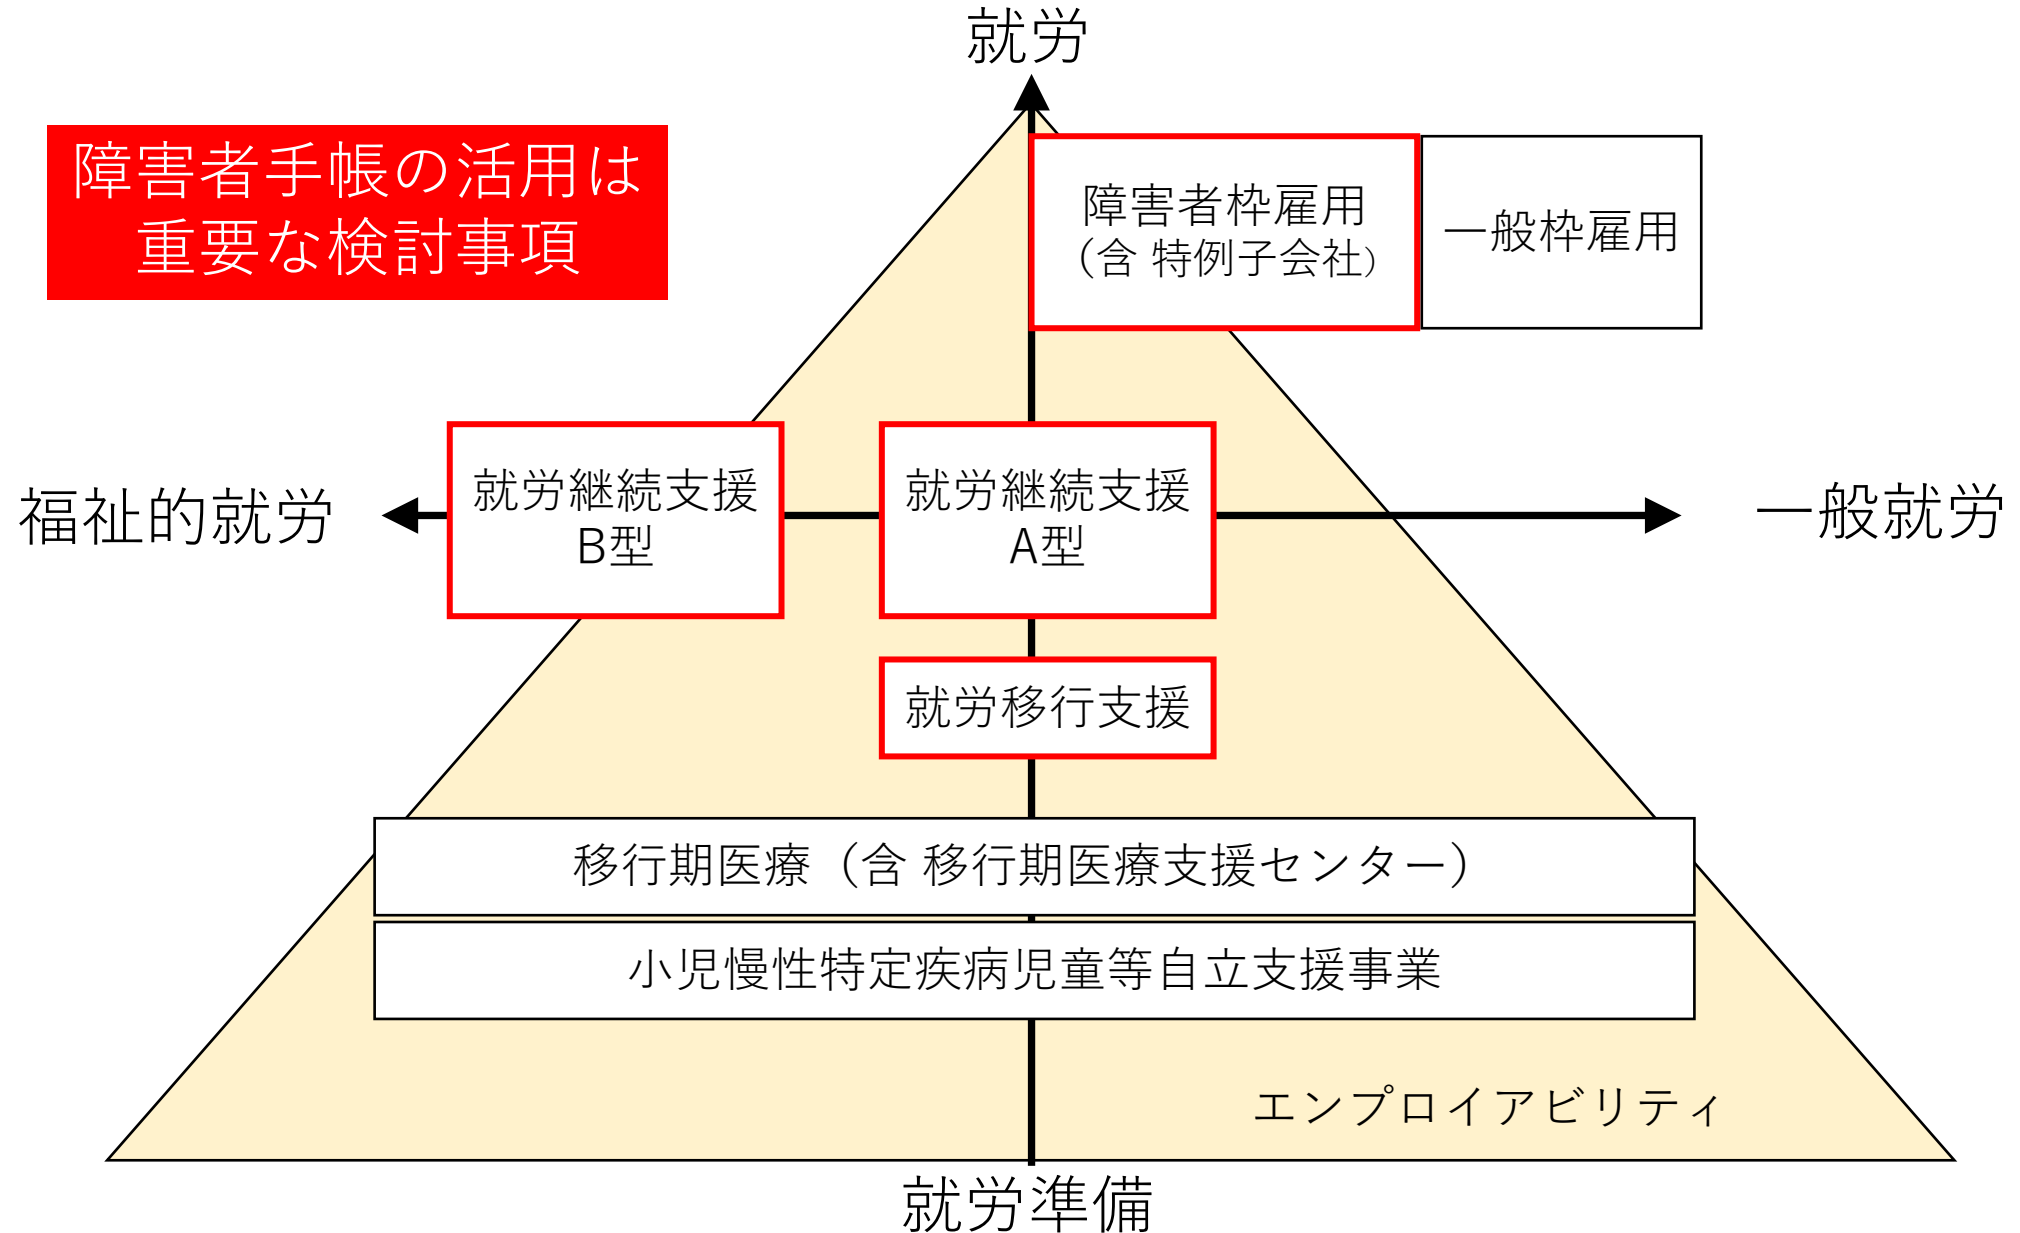 就労
障害者手帳の活用は
重要な検討事項
障害者枠雇用
（含 特例子会社）
一般枠雇用
福祉的就労
就労継続支援
B型
就労継続支援
A型
一般就労
就労移行支援
移行期医療（含 移行期医療支援センター）
小児慢性特定疾病児童等自立支援事業
エンプロイアビリティ
就労準備